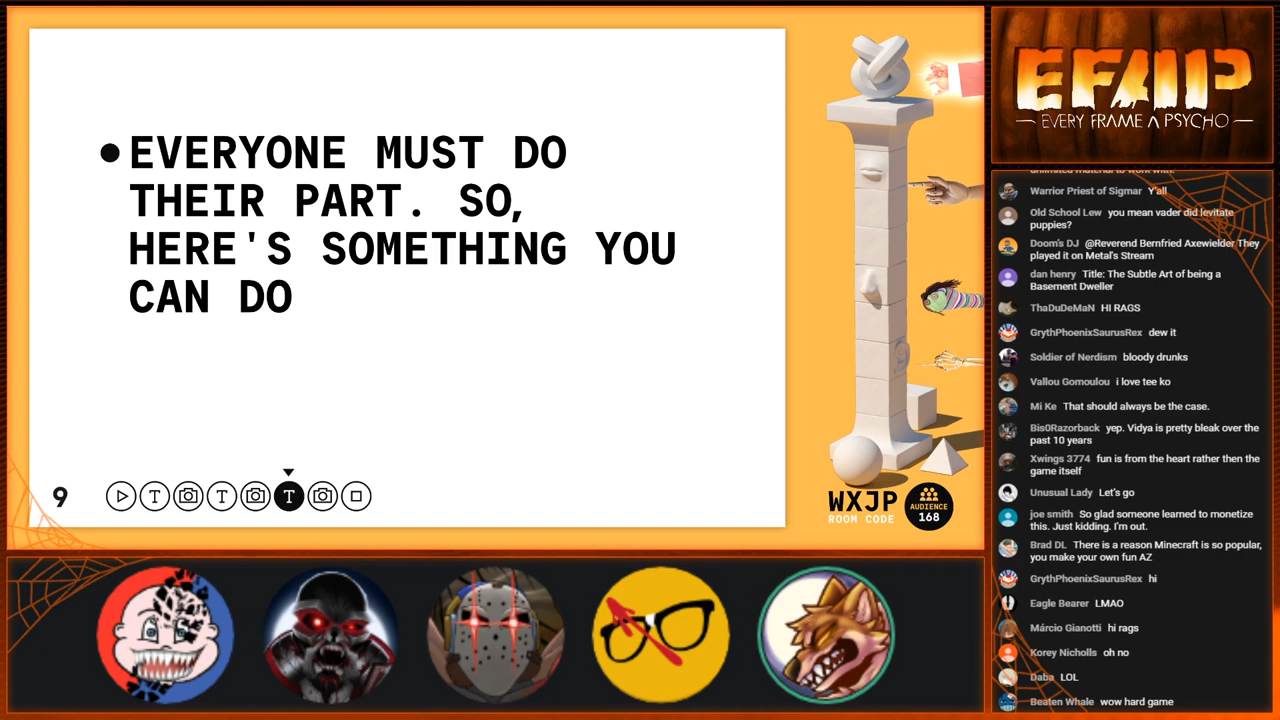 • EVERYONE MUST DO
THEIR PART. SO,
HERE'S SOMETHING YOU
CAN DO
9
T
T
T
WXJP
ROOM CODE
AUDIENCE
168
EFAP
EVERY FRAME A PSYCHO
unlimited material to work with.
Warrior Priest of Sigmar Y'all
Old School Lew you mean vader did levitate
puppies?
Doom's DJ @Reverend Bernfried Axewielder They
played it on Metal's Stream
dan henry Title: The Subtle Art of being a
Basement Dweller
ThaDuDeMaN HI RAGS
GrythPhoenixSaurusRex dew it
Soldier of Nerdism bloody drunks
Vallou Gomoulou i love tee ko
Mi Ke That should always be the case.
Bis0Razorback yep. Vidya is pretty bleak over the
past 10 years
Xwings 3774 fun is from the heart rather then the
game itself
Unusual Lady Let's go
joe smith So glad someone learned to monetize
this. Just kidding. I'm out.
Brad DL There is a reason Minecraft is so popular,
you make your own fun AZ
GrythPhoenixSaurusRex hi
Eagle Bearer LMAO
Márcio Gianotti hi rags
Korey Nicholls oh no
Daba LOL
Beaten Whale wow hard game